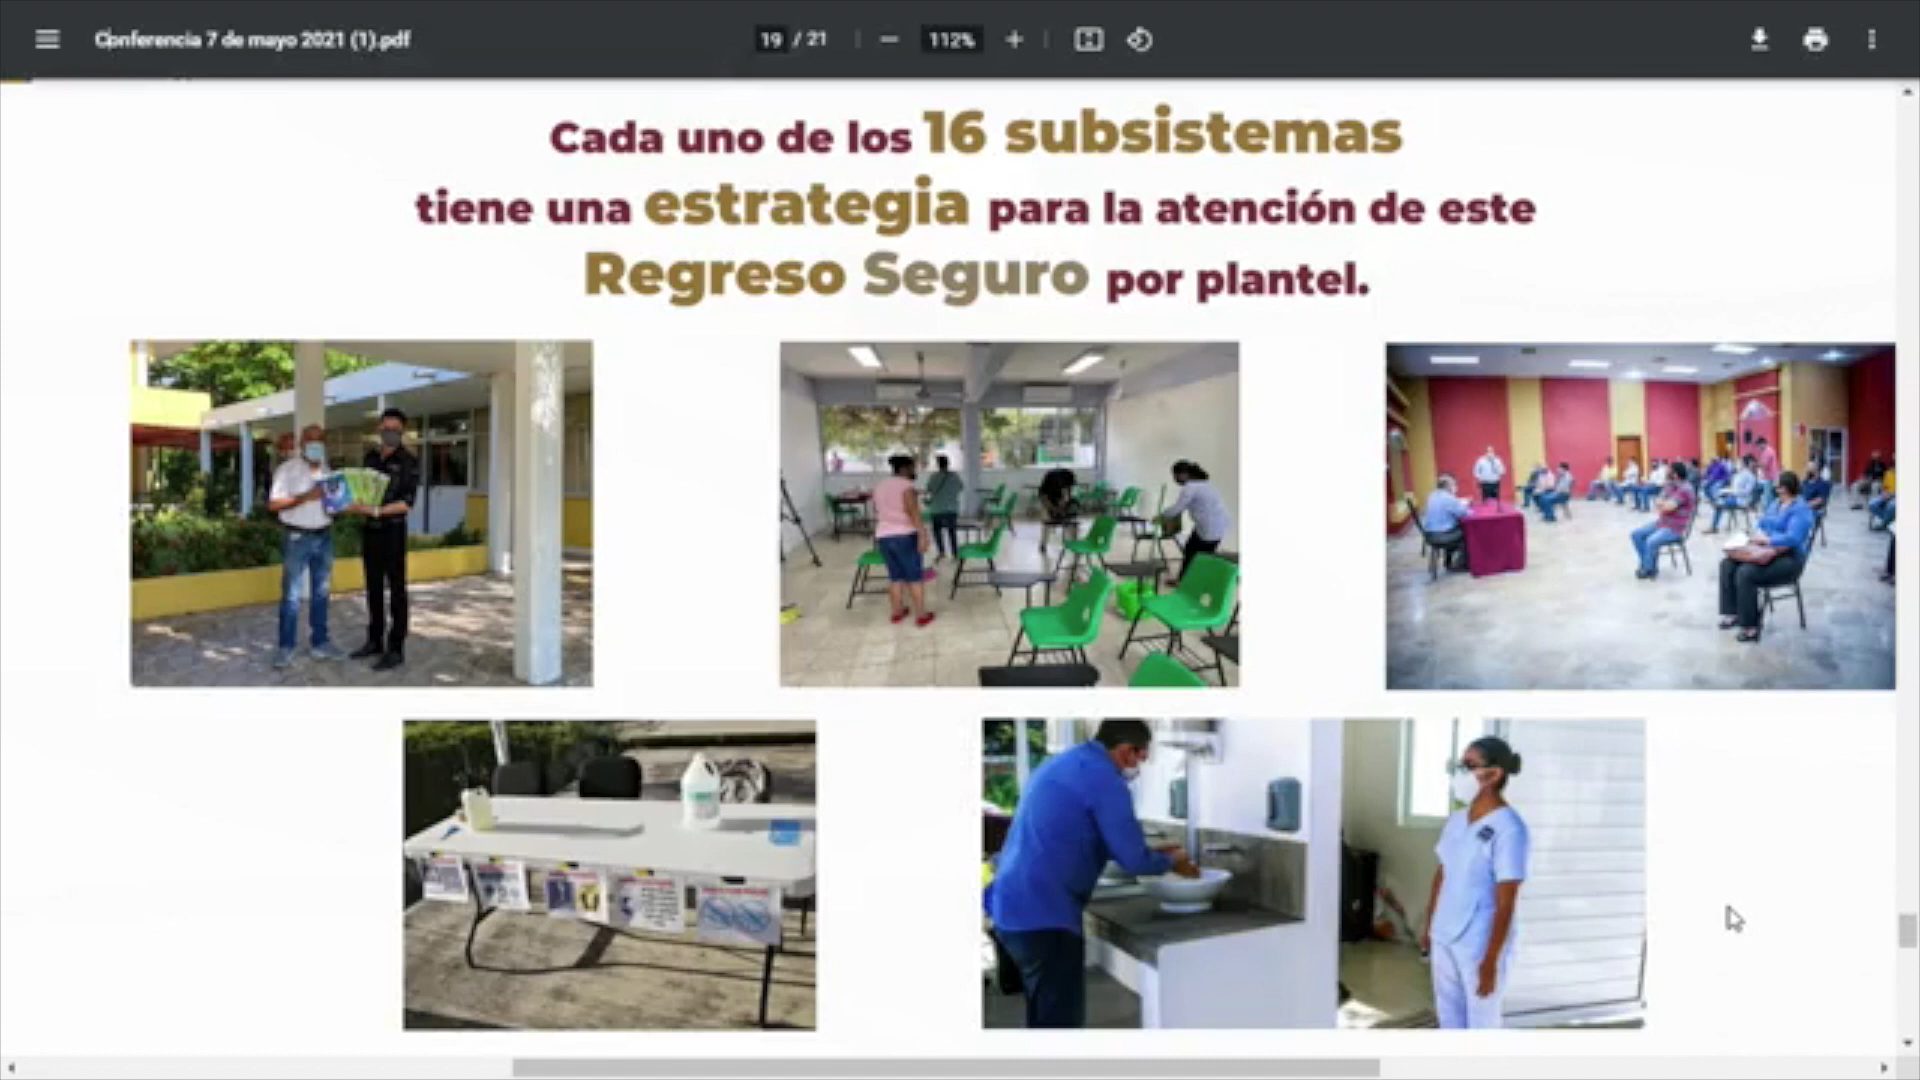 Conferencia 7 de mayo 2021 (1).pdf
19 / 21
112%
Cada uno de los 16 subsistemas
tiene una estrategia para la atención de este
Regreso Seguro por plantel.